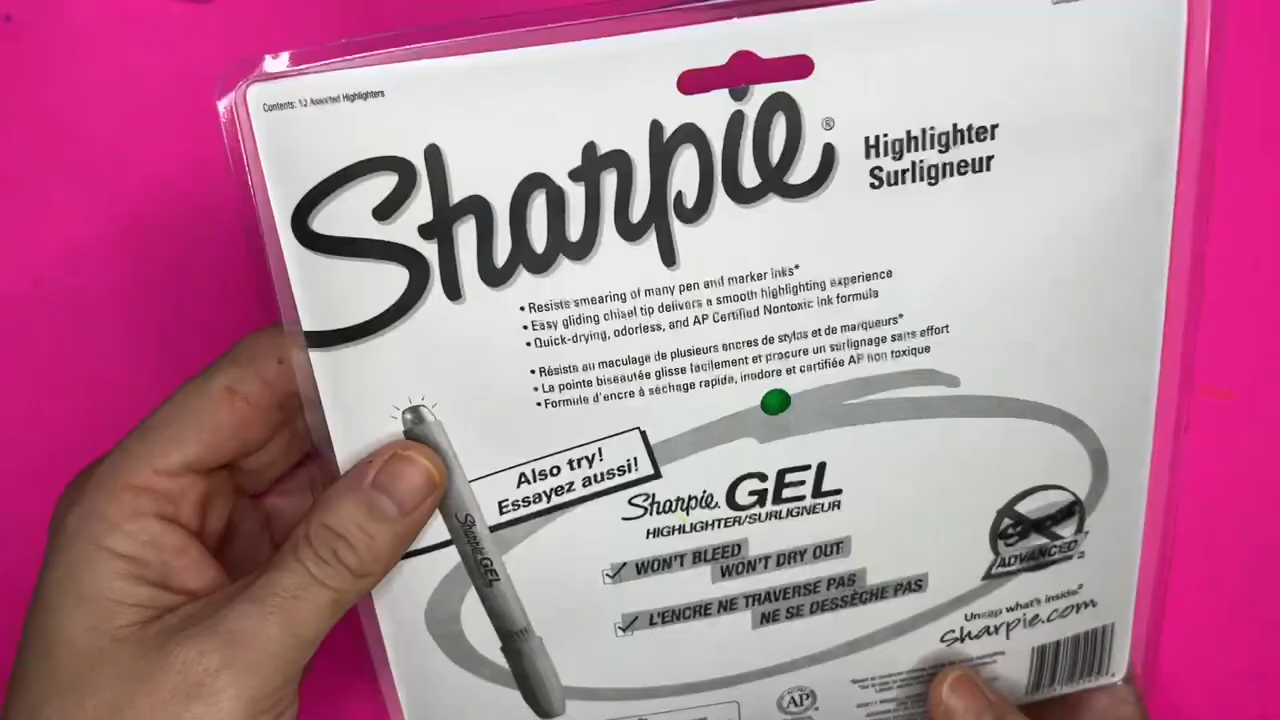 Contents: 12 Assorted Highlighters
Sharpie®
Highlighter
Surligneur
• Resists smearing of many pen and marker inks*
• Easy gliding chisel tip delivers a smooth highlighting experience
• Quick-drying, odorless, and AP Certified Nontoxic ink formula
• Résiste au maculage de plusieurs encres de stylos et de marqueurs*
• La pointe biseautée glisse facilement et procure un surlignage sans effort
• Formule d'encre à séchage rapide, inodore et certifiée AP non toxique
Also try!
Essayez aussi!
Sharpie. GEL
HIGHLIGHTER/SURLIGNEUR
WON'T BLEED
WON'T DRY OUT
L'ENCRE NE TRAVERSE PAS
NE SE DESSÈCHE PAS
Sharpie GEL
ADVANCED
Uncap what's inside.
Sharpie.com
AP